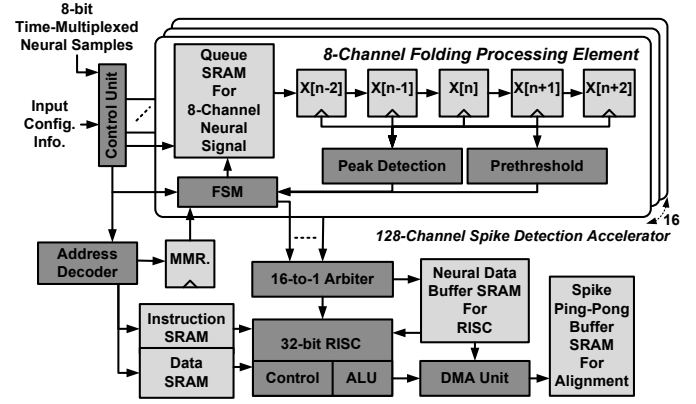 8-bit
Time-Multiplexed
Neural Samples
Input
Config.
Info.
Control Unit
8-Channel Folding Processing Element
Queue
SRAM
For
8-Channel
Neural
Signal
X[n-2]
X[n-1]
X[n]
X[n+1]
X[n+2]
Peak Detection
Prethreshold
FSM
16
128-Channel Spike Detection Accelerator
Address
Decoder
MMR.
16-to-1 Arbiter
Neural Data
Buffer SRAM
For
RISC
Spike
Ping-Pong
Buffer
SRAM
For
Alignment
Instruction
SRAM
Data
SRAM
32-bit RISC
Control
ALU
DMA Unit